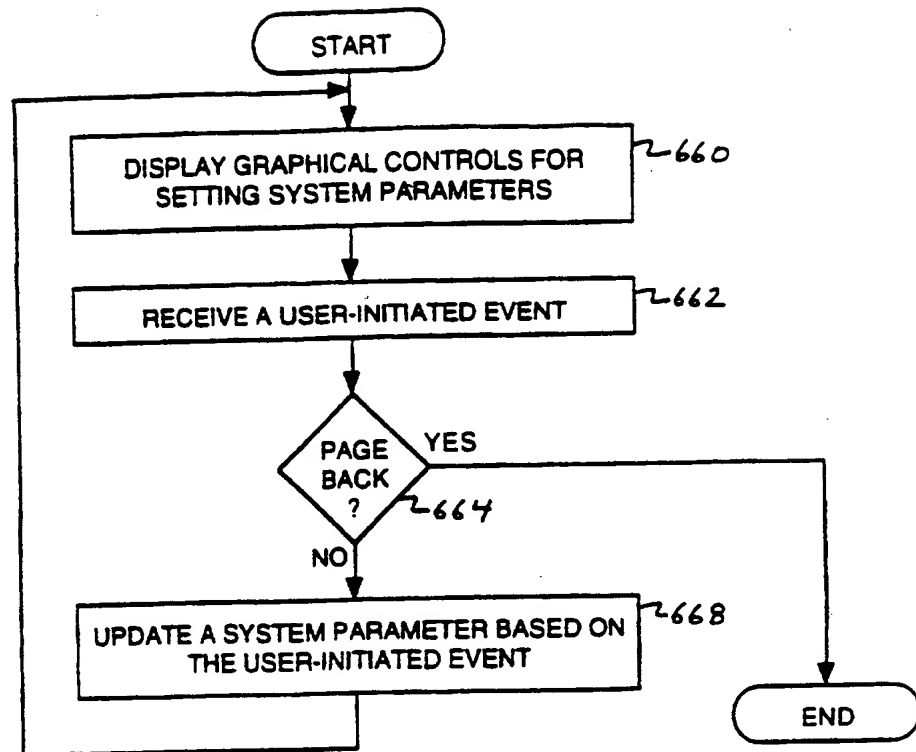 START
DISPLAY GRAPHICAL CONTROLS FOR
SETTING SYSTEM PARAMETERS
660
RECEIVE A USER-INITIATED EVENT
662
PAGE
BACK
?
YES
664
NO
UPDATE A SYSTEM PARAMETER BASED ON
THE USER-INITIATED EVENT
668
END